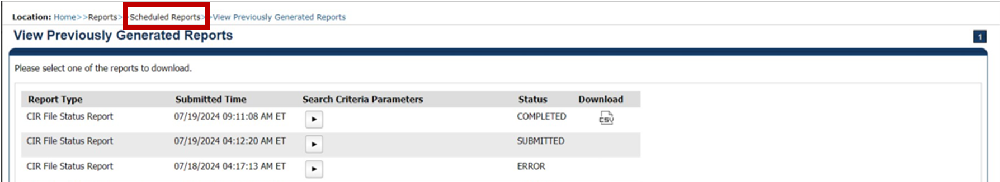 Location: Home>>Reports> Scheduled Reports> >View Previously Generated Reports
View Previously Generated Reports
1
Please select one of the reports to download.
Report Type Submitted Time Search Criteria Parameters Status Download
CIR File Status Report 07/19/2024 09:11:08 AM ET COMPLETED CSV
CIR File Status Report 07/19/2024 04:12:20 AM ET SUBMITTED
CIR File Status Report 07/18/2024 04:17:13 AM ET ERROR